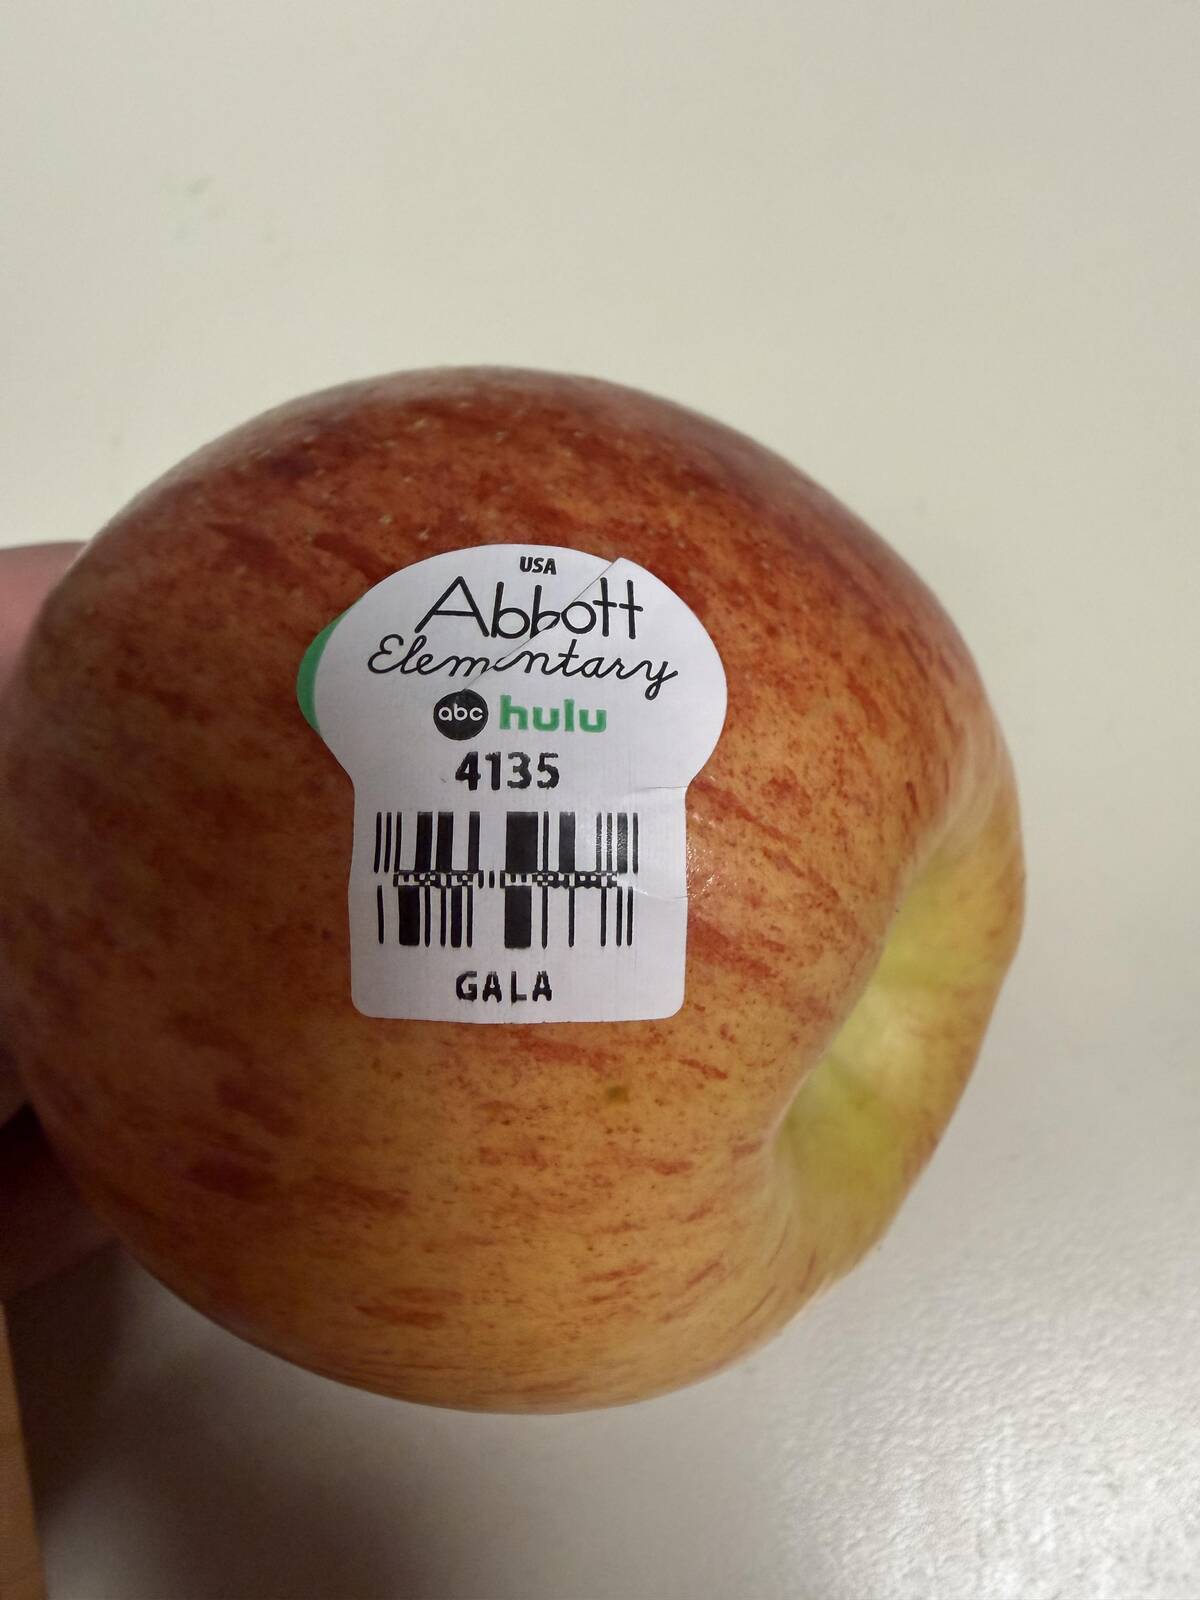 USA
Abbott
Elementary
abc hulu
4135
GALA